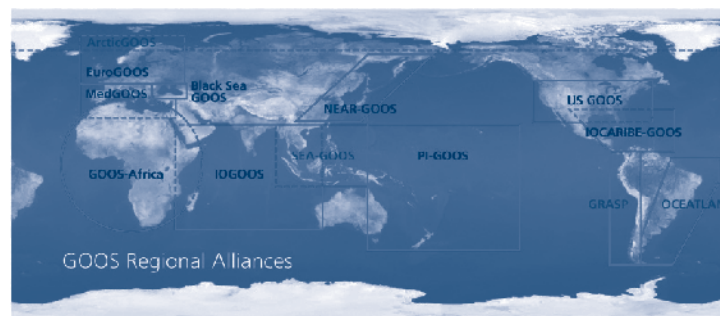 ArcticGOOS
EuroGOOS
MedGOOS
Black Sea
GOOS
NEAR-GOOS
US GOOS
IOCARIBE-GOOS
SEA-GOOS
PI-GOOS
GOOS-Africa
IOGOOS
GRASP
OCEATLAN
GOOS Regional Alliances